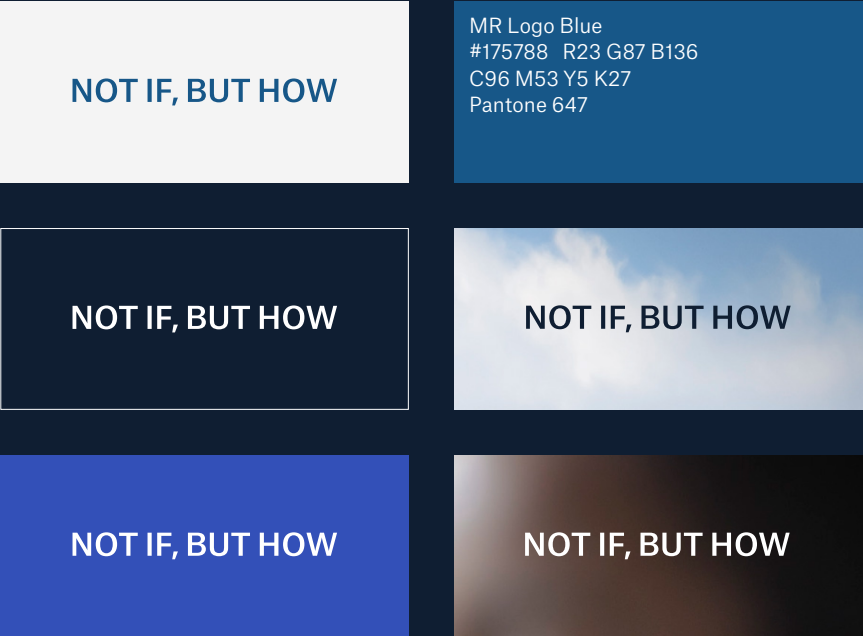 NOT IF, BUT HOW
MR Logo Blue
#175788 R23 G87 B136
C96 M53 Y5 K27
Pantone 647
NOT IF, BUT HOW
NOT IF, BUT HOW
NOT IF, BUT HOW
NOT IF, BUT HOW